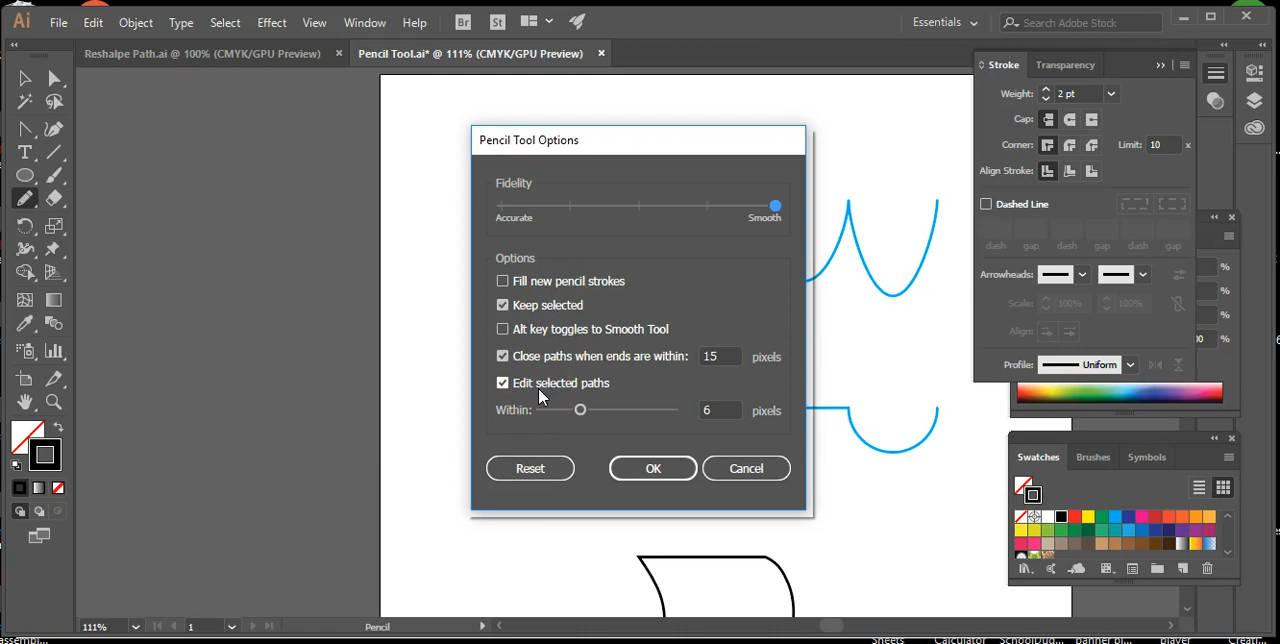 Ai File Edit Object Type Select Effect View Window Help Br St Essentials Search Adobe Stock
Reshalpe Path.ai @ 100% (CMYK/GPU Preview) × Pencil Tool.ai* @ 111% (CMYK/GPU Preview) ×
Stroke Transparency
Weight: 2 pt
Cap:
Corner: Limit: 10 x
Align Stroke:
Dashed Line
dash gap dash gap dash gap
Arrowheads:
Scale: 100% 100%
Align:
Profile: Uniform
%
%
%
%
Pencil Tool Options
Fidelity
Accurate Smooth
Options
Fill new pencil strokes
Keep selected
Alt key toggles to Smooth Tool
Close paths when ends are within: 15 pixels
Edit selected paths
Within: 6 pixels
Reset OK Cancel
Swatches Brushes Symbols
111% 1 Pencil
Sheets Calculator